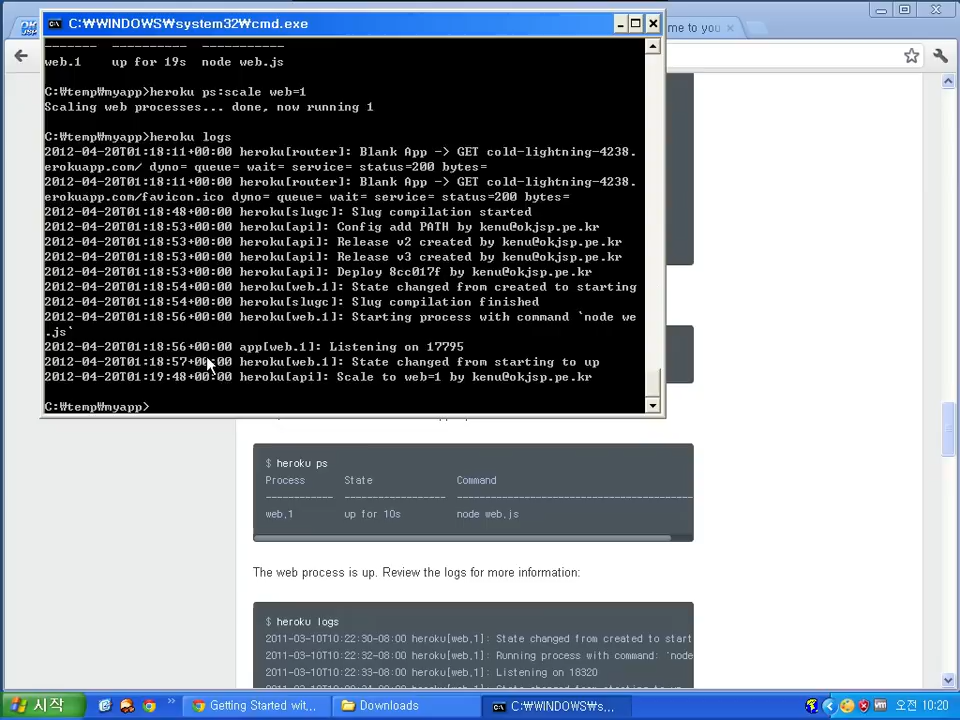 C:₩WINDOWS₩system32₩cmd.exe
me to you
------- ---------- -----------
web.1 up for 19s node web.js
C:₩temp₩myapp>heroku ps:scale web=1
Scaling web processes... done, now running 1
C:₩temp₩myapp>heroku logs
2012-04-20T01:18:11+00:00 heroku[router]: Blank App -> GET cold-lightning-4238.
erokuapp.com/ dyno= queue= wait= service= status=200 bytes=
2012-04-20T01:18:11+00:00 heroku[router]: Blank App -> GET cold-lightning-4238.
erokuapp.com/favicon.ico dyno= queue= wait= service= status=200 bytes=
2012-04-20T01:18:48+00:00 heroku[slugc]: Slug compilation started
2012-04-20T01:18:53+00:00 heroku[api]: Config add PATH by kenu@okjsp.pe.kr
2012-04-20T01:18:53+00:00 heroku[api]: Release v2 created by kenu@okjsp.pe.kr
2012-04-20T01:18:53+00:00 heroku[api]: Release v3 created by kenu@okjsp.pe.kr
2012-04-20T01:18:53+00:00 heroku[api]: Deploy 8cc017f by kenu@okjsp.pe.kr
2012-04-20T01:18:54+00:00 heroku[web.1]: State changed from created to starting
2012-04-20T01:18:54+00:00 heroku[slugc]: Slug compilation finished
2012-04-20T01:18:56+00:00 heroku[web.1]: Starting process with command `node we
.js`
2012-04-20T01:18:56+00:00 app[web.1]: Listening on 17795
2012-04-20T01:18:57+00:00 heroku[web.1]: State changed from starting to up
2012-04-20T01:19:48+00:00 heroku[api]: Scale to web=1 by kenu@okjsp.pe.kr
C:₩temp₩myapp>
$ heroku ps
Process State Command
------------ ------------------ ------------------------------------------
web.1 up for 10s node web.js
The web process is up. Review the logs for more information:
$ heroku logs
2011-03-10T10:22:30-08:00 heroku[web.1]: State changed from created to start
2011-03-10T10:22:32-08:00 heroku[web.1]: Running process with command: `node
2011-03-10T10:22:33-08:00 heroku[web.1]: Listening on 18320
시작 Getting Started wit... Downloads C:₩WINDOWS₩s... 오전 10:20